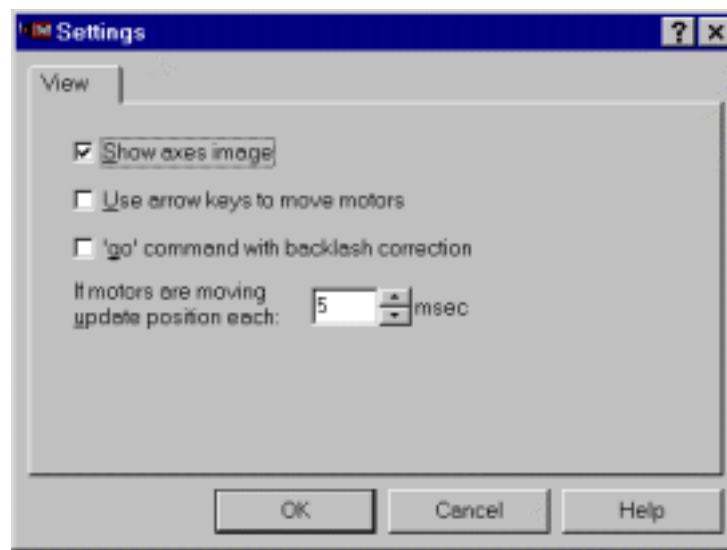 Settings
View
Show axes image
Use arrow keys to move motors
'go' command with backlash correction
If motors are moving
update position each: 5 msec
OK Cancel Help